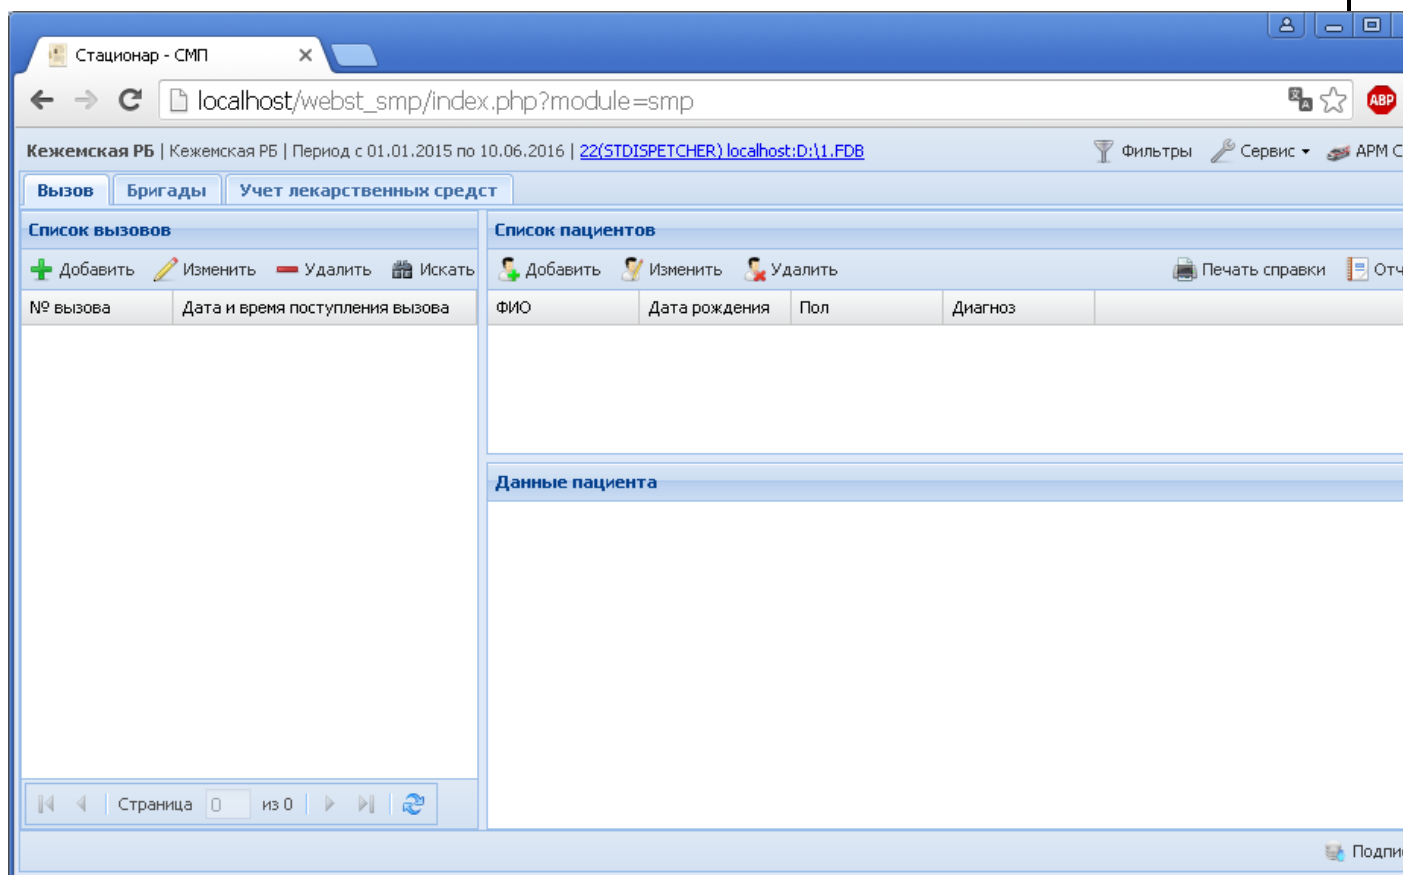 Стационар - СМП
localhost/webst_smp/index.php?module=smp
ABP
Кежемская РБ | Кежемская РБ | Период с 01.01.2015 по 10.06.2016 | 22(STDISPETCHER) localhost:D:\1.FDB
Фильтры Сервис АРМ С
Вызов Бригады Учет лекарственных средст
Список вызовов
Добавить Изменить Удалить Искать
№ вызова Дата и время поступления вызова
Страница 0 из 0
Список пациентов
Добавить Изменить Удалить Печать справки Отч
ФИО Дата рождения Пол Диагноз
Данные пациента
Подпи